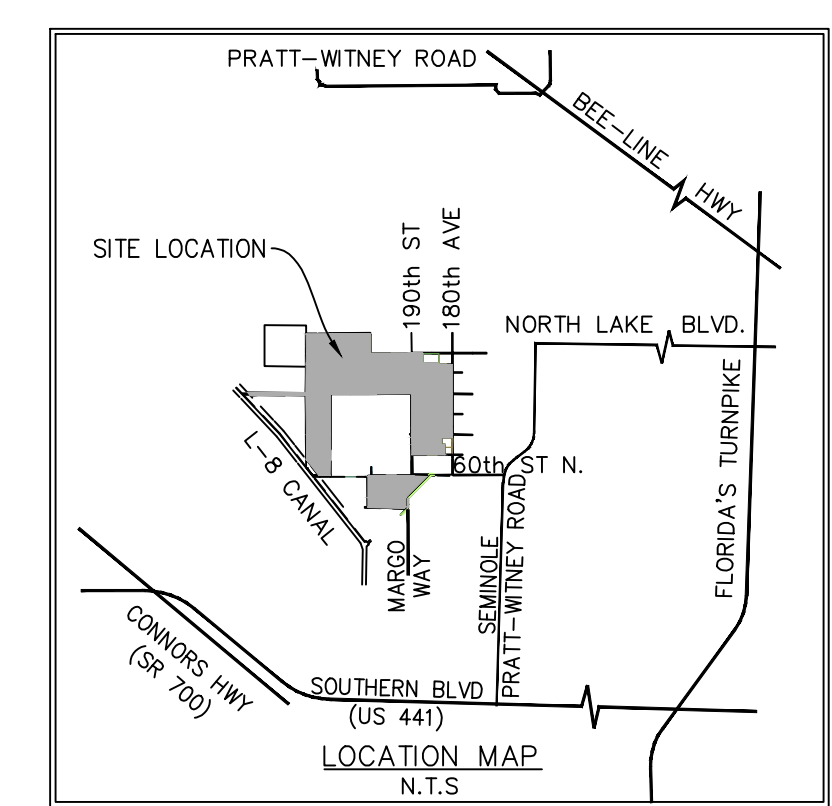 PRATT-WITNEY ROAD
BEE-LINE
HWY
SITE LOCATION
190th ST
180th AVE
NORTH LAKE BLVD.
FLORIDA'S TURNPIKE
L-8 CANAL
60th ST N.
MARGO
WAY
SEMINOLE
PRATT-WITNEY ROAD
CONNORS HWY
(SR 700)
SOUTHERN BLVD
(US 441)
LOCATION MAP
N.T.S